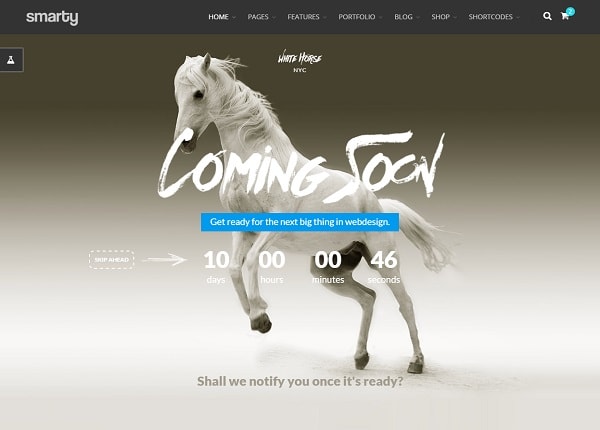 smarty
HOME PAGES FEATURES PORTFOLIO BLOG SHOP SHORTCODES 2
White Horse
NYC
Coming Soon
Get ready for the next big thing in webdesign.
SKIP AHEAD
10 00 00 46
days hours minutes seconds
Shall we notify you once it's ready?